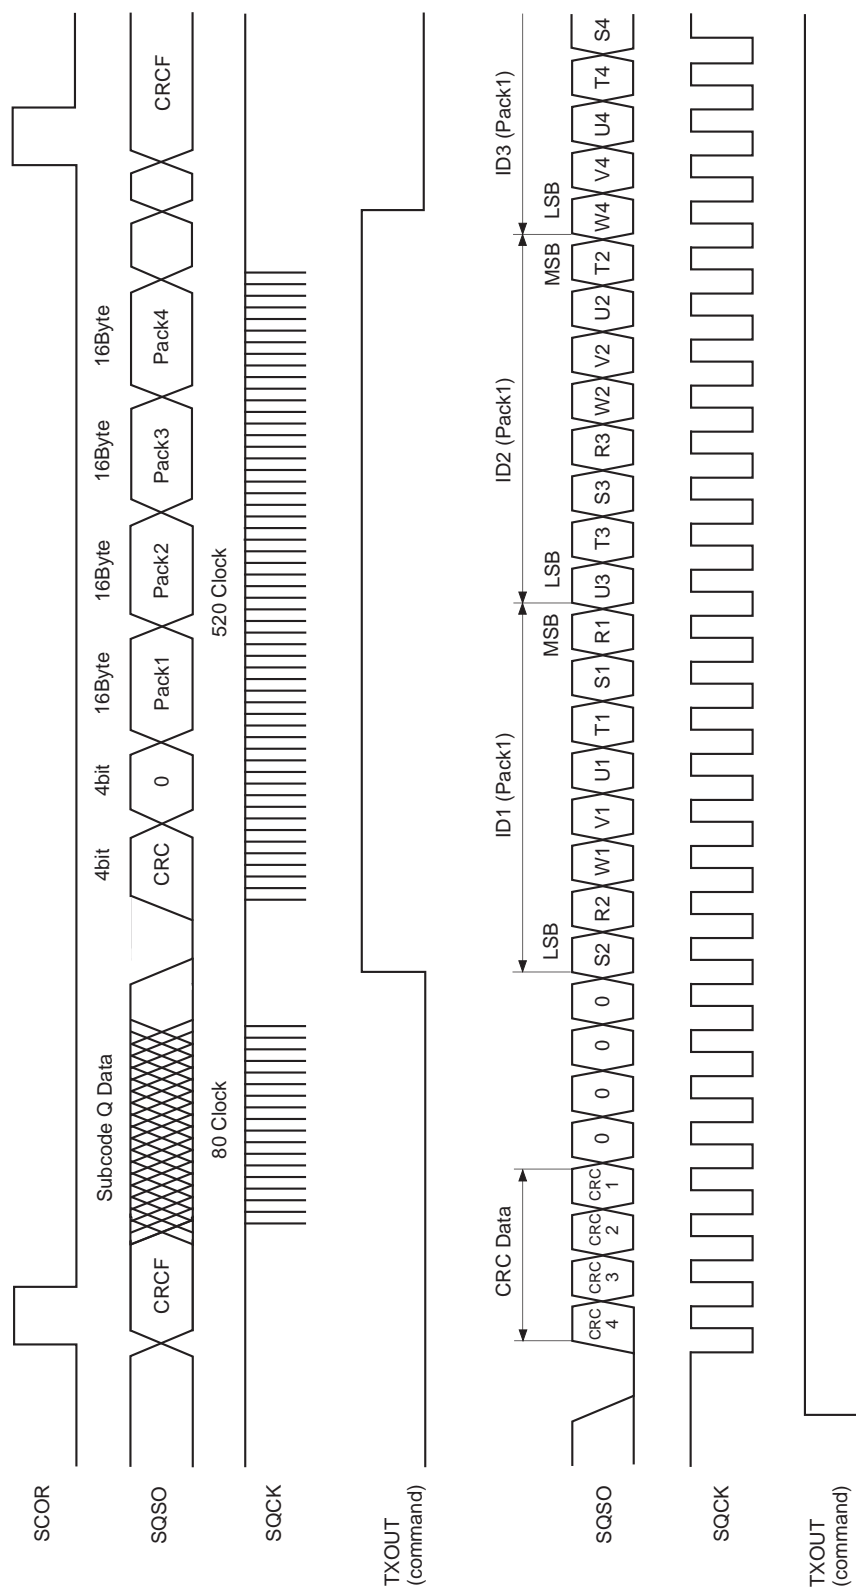 SCOR
SQSO
CRCF
Subcode Q Data
CRC
4bit
0
4bit
Pack1
16Byte
Pack2
16Byte
Pack3
16Byte
Pack4
16Byte
CRCF
SQCK
80 Clock
520 Clock
TXOUT
(command)
CRC Data
ID1 (Pack1)
ID2 (Pack1)
ID3 (Pack1)
LSB
MSB
LSB
MSB
LSB
SQSO
CRC
4
CRC
3
CRC
2
CRC
1
0
0
0
0
S2
R2
W1
V1
U1
T1
S1
R1
U3
T3
S3
R3
W2
V2
U2
T2
W4
V4
U4
T4
S4
SQCK
TXOUT
(command)